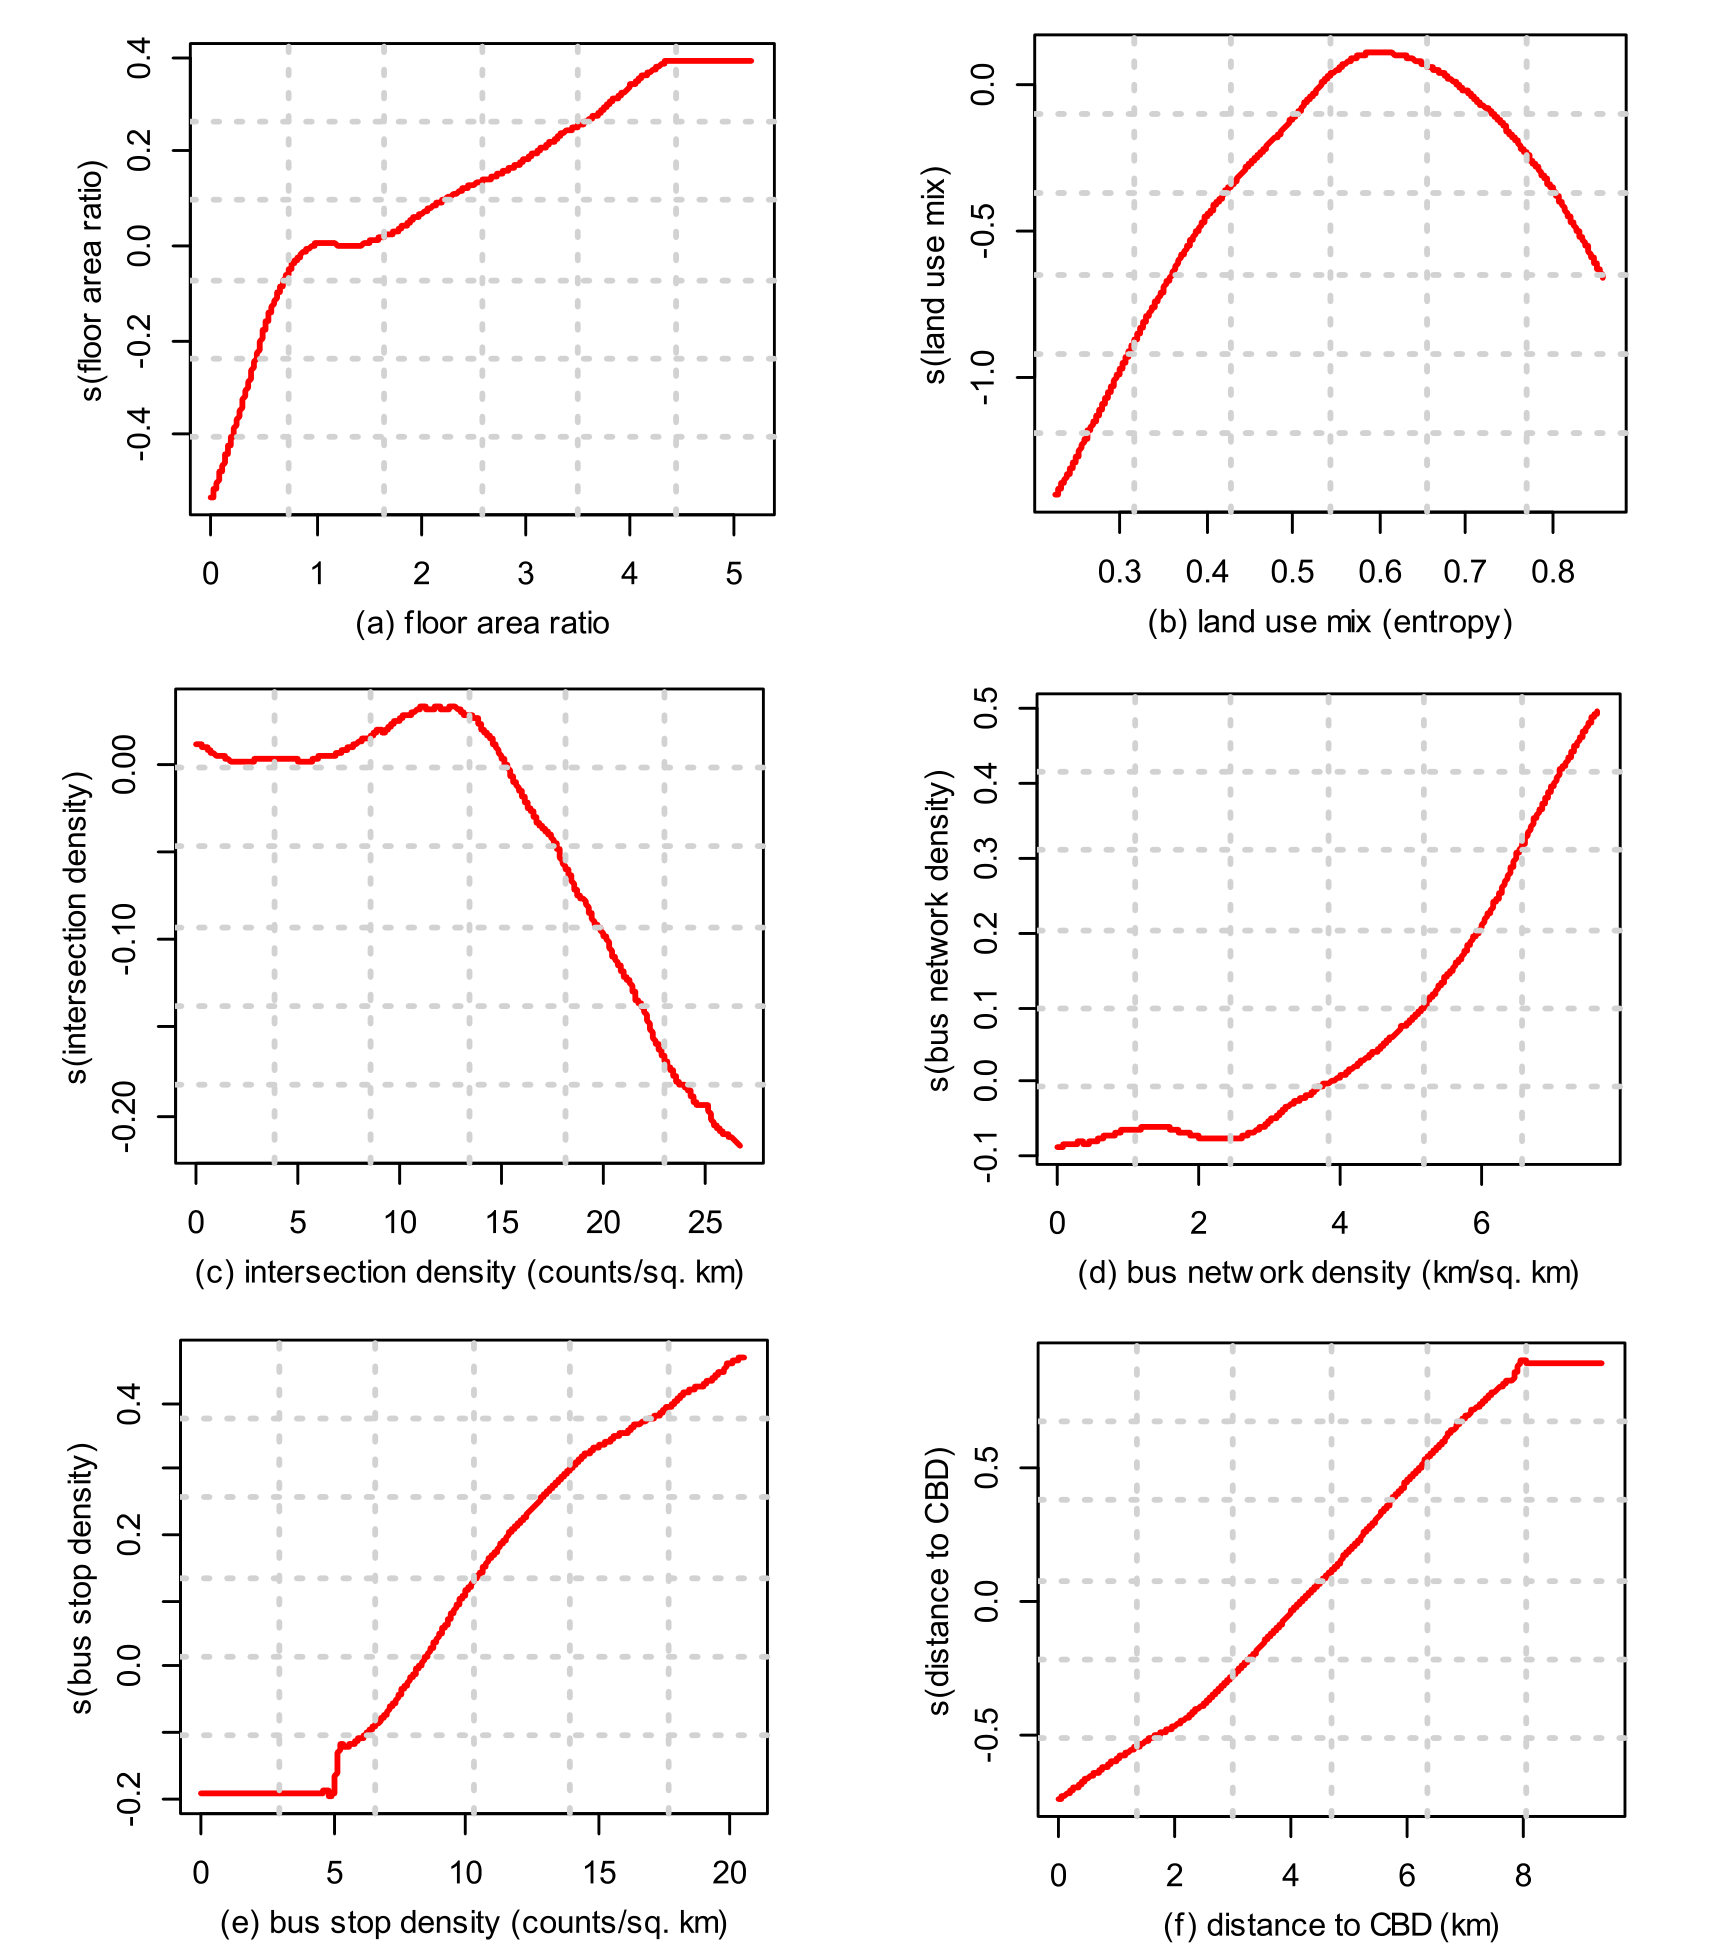 s(floor area ratio)
0.4
0.2
0.0
-0.2
-0.4
0 1 2 3 4 5
(a) floor area ratio
s(land use mix)
0.0
-0.5
-1.0
0.3 0.4 0.5 0.6 0.7 0.8
(b) land use mix (entropy)
s(intersection density)
0.00
-0.10
-0.20
0 5 10 15 20 25
(c) intersection density (counts/sq. km)
s(bus network density)
0.5
0.4
0.3
0.2
0.1
0.0
-0.1
0 2 4 6
(d) bus network density (km/sq. km)
s(bus stop density)
0.4
0.2
0.0
-0.2
0 5 10 15 20
(e) bus stop density (counts/sq. km)
s(distance to CBD)
0.5
0.0
-0.5
0 2 4 6 8
(f) distance to CBD (km)